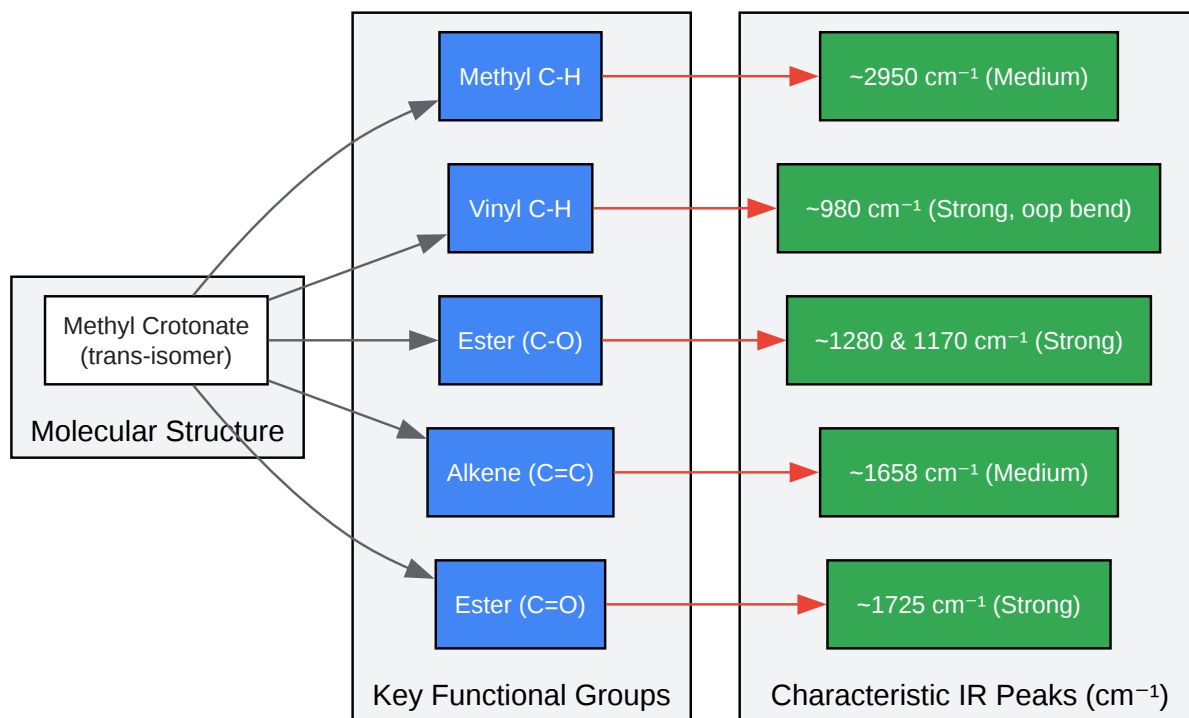 Methyl C-H
~2950 cm⁻¹ (Medium)
Vinyl C-H
~980 cm⁻¹ (Strong, oop bend)
Methyl Crotonate
(trans-isomer)
Molecular Structure
Ester (C-O)
~1280 & 1170 cm⁻¹ (Strong)
Alkene (C=C)
~1658 cm⁻¹ (Medium)
Ester (C=O)
~1725 cm⁻¹ (Strong)
Key Functional Groups
Characteristic IR Peaks (cm⁻¹)